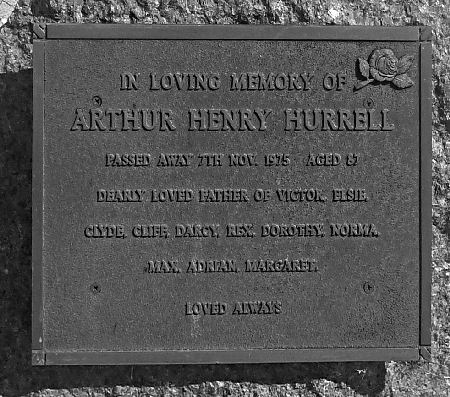 IN LOVING MEMORY OF
ARTHUR HENRY HURRELL
PASSED AWAY 7TH NOV. 1975 AGED 87
DEARLY LOVED FATHER OF VICTOR, ELSIE,
CLYDE, CLIFF, DARCY, REX, DOROTHY, NORMA,
MAX, ADRIAN, MARGARET.
LOVED ALWAYS